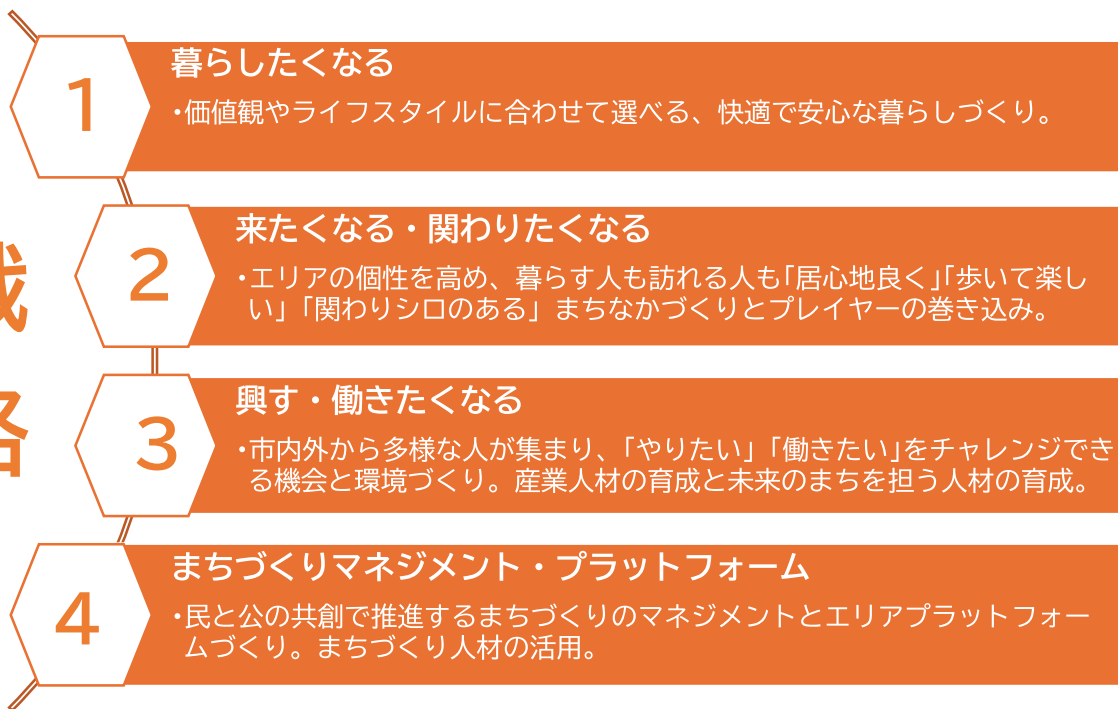 1
暮らしたくなる
・価値観やライフスタイルに合わせて選べる、快適で安心な暮らしづくり。
2
来たくなる・関わりたくなる
・エリアの個性を高め、暮らす人も訪れる人も「居心地良く」「歩いて楽し
い」「関わりシロのある」まちなかづくりとプレイヤーの巻き込み。
3
興す・働きたくなる
・市内外から多様な人が集まり、「やりたい」「働きたい」をチャレンジでき
る機会と環境づくり。産業人材の育成と未来のまちを担う人材の育成。
4
まちづくりマネジメント・プラットフォーム
・民と公の共創で推進するまちづくりのマネジメントとエリアプラットフォー
ムづくり。まちづくり人材の活用。